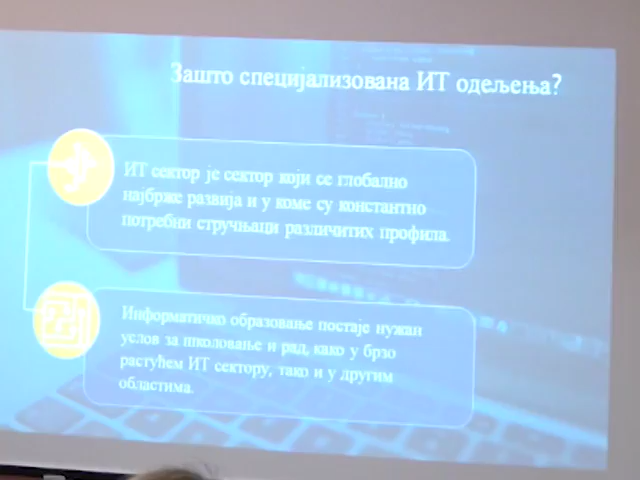 Зашто специјализована ИТ одељења?
ИТ сектор је сектор који се глобално
најбрже развија и у коме су константно
потребни стручњаци различитих профила.
Информатичко образовање постаје нужан
услов за школовање и рад, како у брзо
растућем ИТ сектору, тако и у другим
областима.